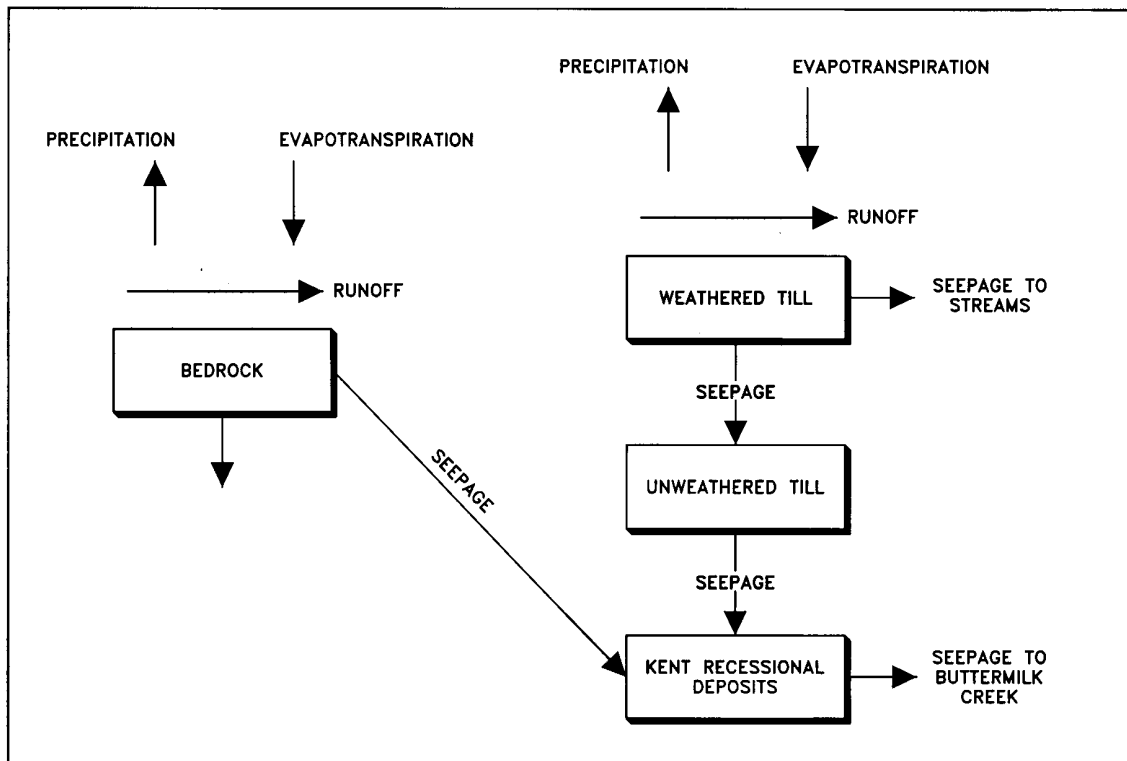 PRECIPITATION
EVAPOTRANSPIRATION
RUNOFF
BEDROCK
SEEPAGE
PRECIPITATION
EVAPOTRANSPIRATION
RUNOFF
WEATHERED TILL
SEEPAGE TO
STREAMS
SEEPAGE
UNWEATHERED TILL
SEEPAGE
KENT RECESSIONAL
DEPOSITS
SEEPAGE TO
BUTTERMILK
CREEK